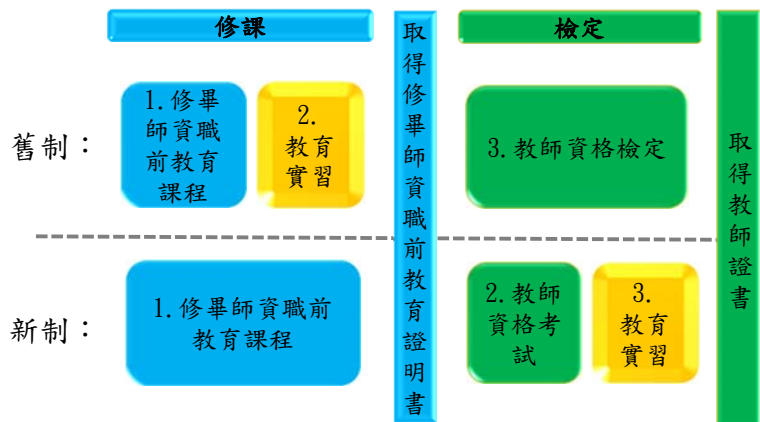 修課
檢定
舊制：
1.修畢
師資職
前教育
課程
2.
教育
實習
取得修畢師資職前教育證明書
3.教師資格檢定
取得教師證書
新制：
1.修畢師資職前
教育課程
2.教師
資格考
試
3.
教育
實習